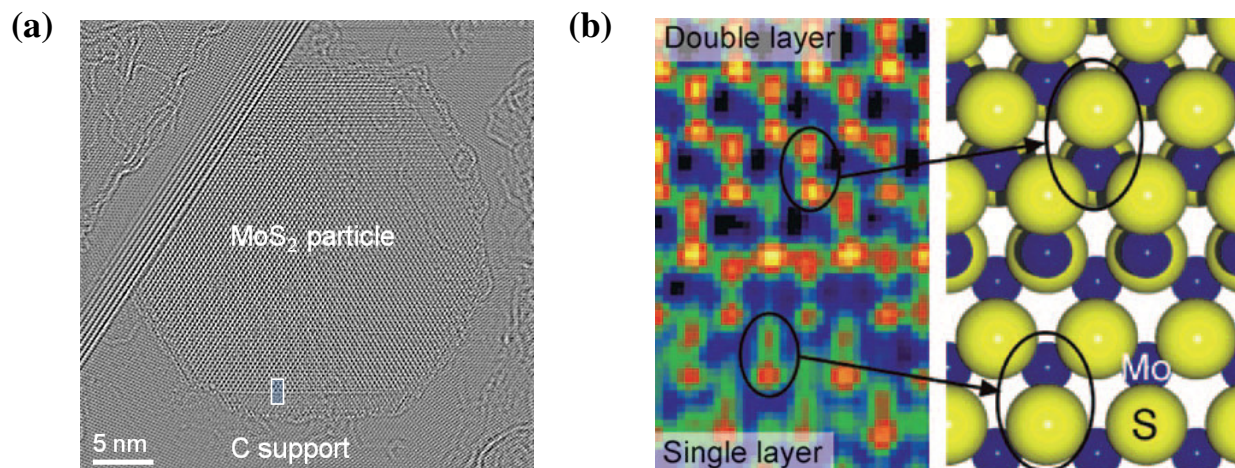 (a)
MoS₂ particle
5 nm
C support
(b)
Double layer
Single layer
Mo
S